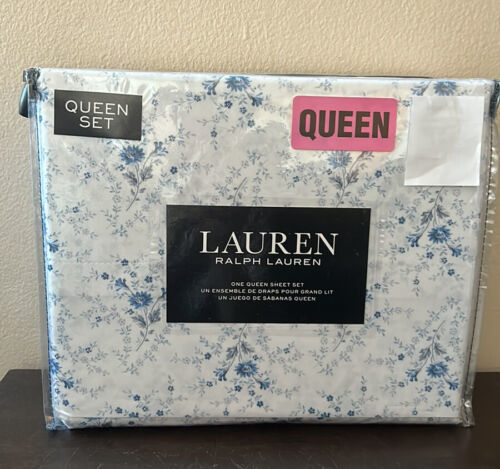 QUEEN
SET
QUEEN
LAUREN
RALPH LAUREN
ONE QUEEN SHEET SET
UN ENSEMBLE DE DRAPS POUR GRAND LIT
UN JUEGO DE SÁBANAS QUEEN